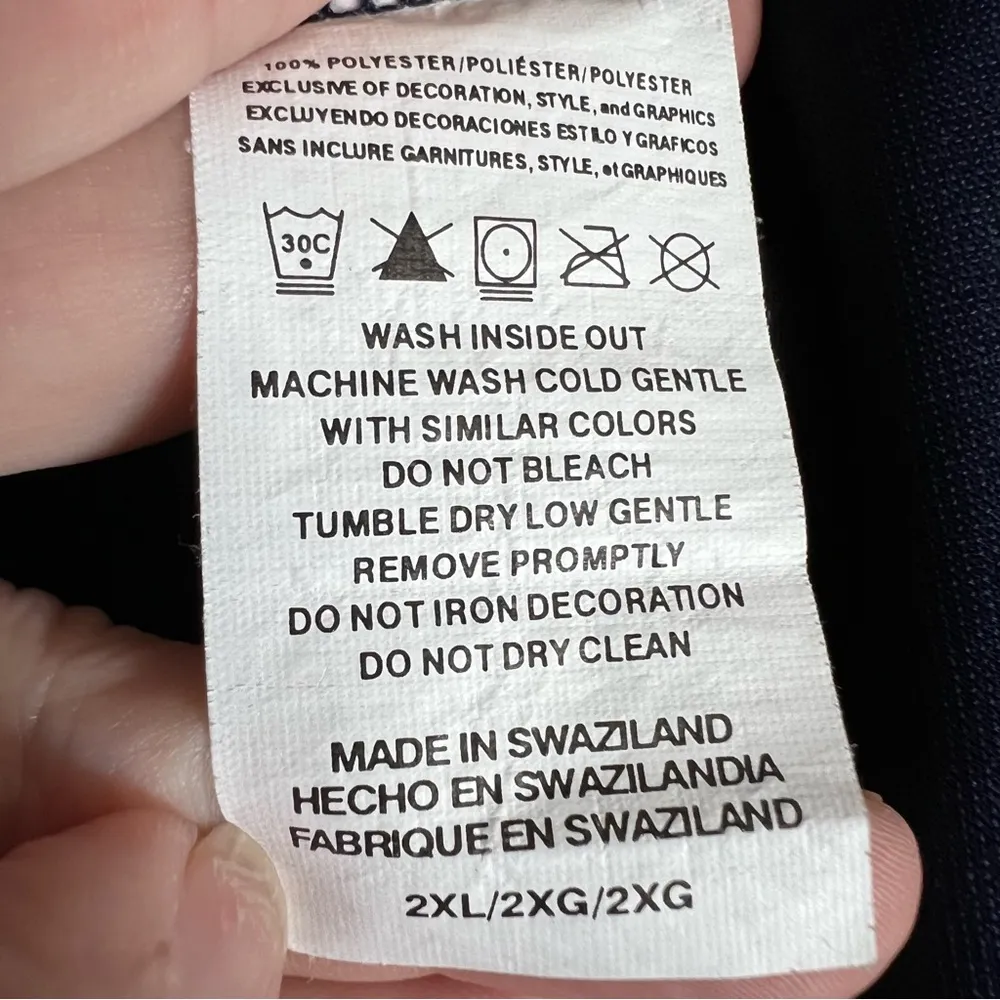 100% POLYESTER/POLIÉSTER/POLYESTER
EXCLUSIVE OF DECORATION, STYLE, and GRAPHICS
EXCLUYENDO DECORACIONES ESTILO Y GRAFICOS
SANS INCLURE GARNITURES, STYLE, et GRAPHIQUES
30C
WASH INSIDE OUT
MACHINE WASH COLD GENTLE
WITH SIMILAR COLORS
DO NOT BLEACH
TUMBLE DRY LOW GENTLE
REMOVE PROMPTLY
DO NOT IRON DECORATION
DO NOT DRY CLEAN
MADE IN SWAZILAND
HECHO EN SWAZILANDIA
FABRIQUE EN SWAZILAND
2XL/2XG/2XG